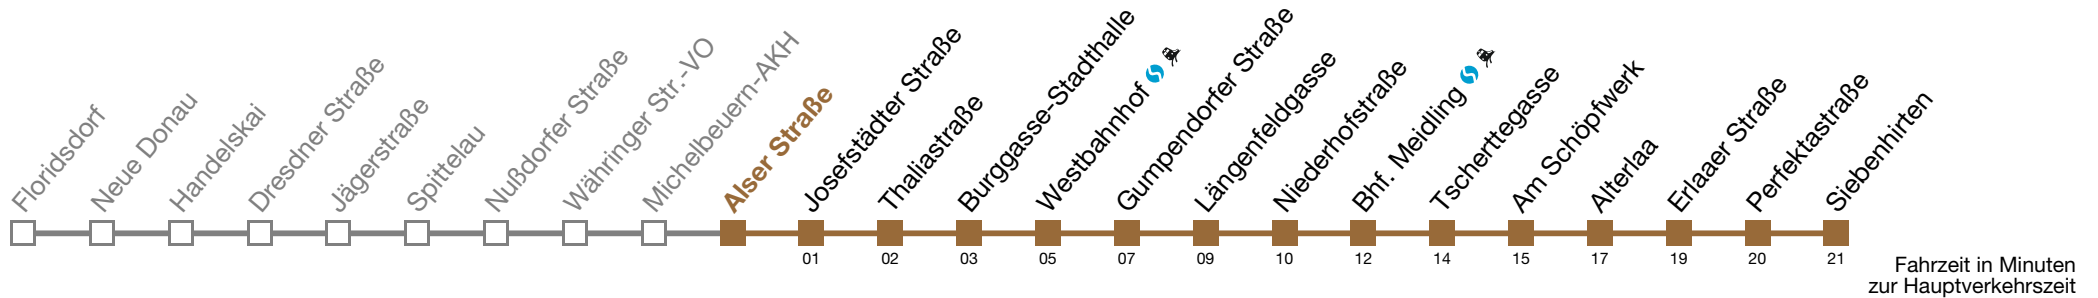 Floridsdorf
Neue Donau
Handelskai
Dresdner Straße
Jägerstraße
Spittelau
Nußdorfer Straße
Währinger Str.-VO
Michelbeuern-AKH
Alser Straße
Josefstädter Straße
Thaliastraße
Burggasse-Stadthalle
Westbahnhof
Gumpendorfer Straße
Längenfeldgasse
Niederhofstraße
Bhf. Meidling
Tscherttegasse
Am Schöpfwerk
Alterlaa
Erlaaer Straße
Perfektastraße
Siebenhirten
01 02 03 05 07 09 10 12 14 15 17 19 20 21
Fahrzeit in Minuten
zur Hauptverkehrszeit